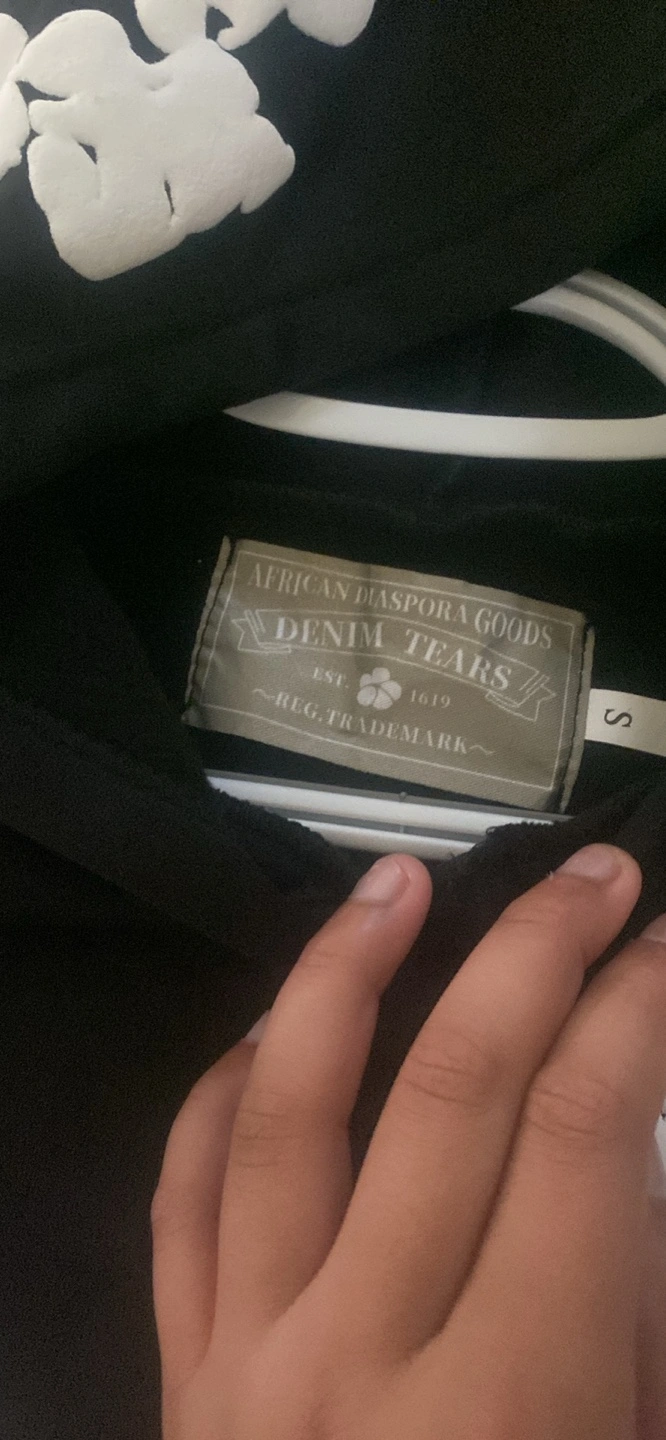 AFRICAN DIASPORA GOODS
DENIM TEARS
EST. 1619
~REG.TRADEMARK~
S